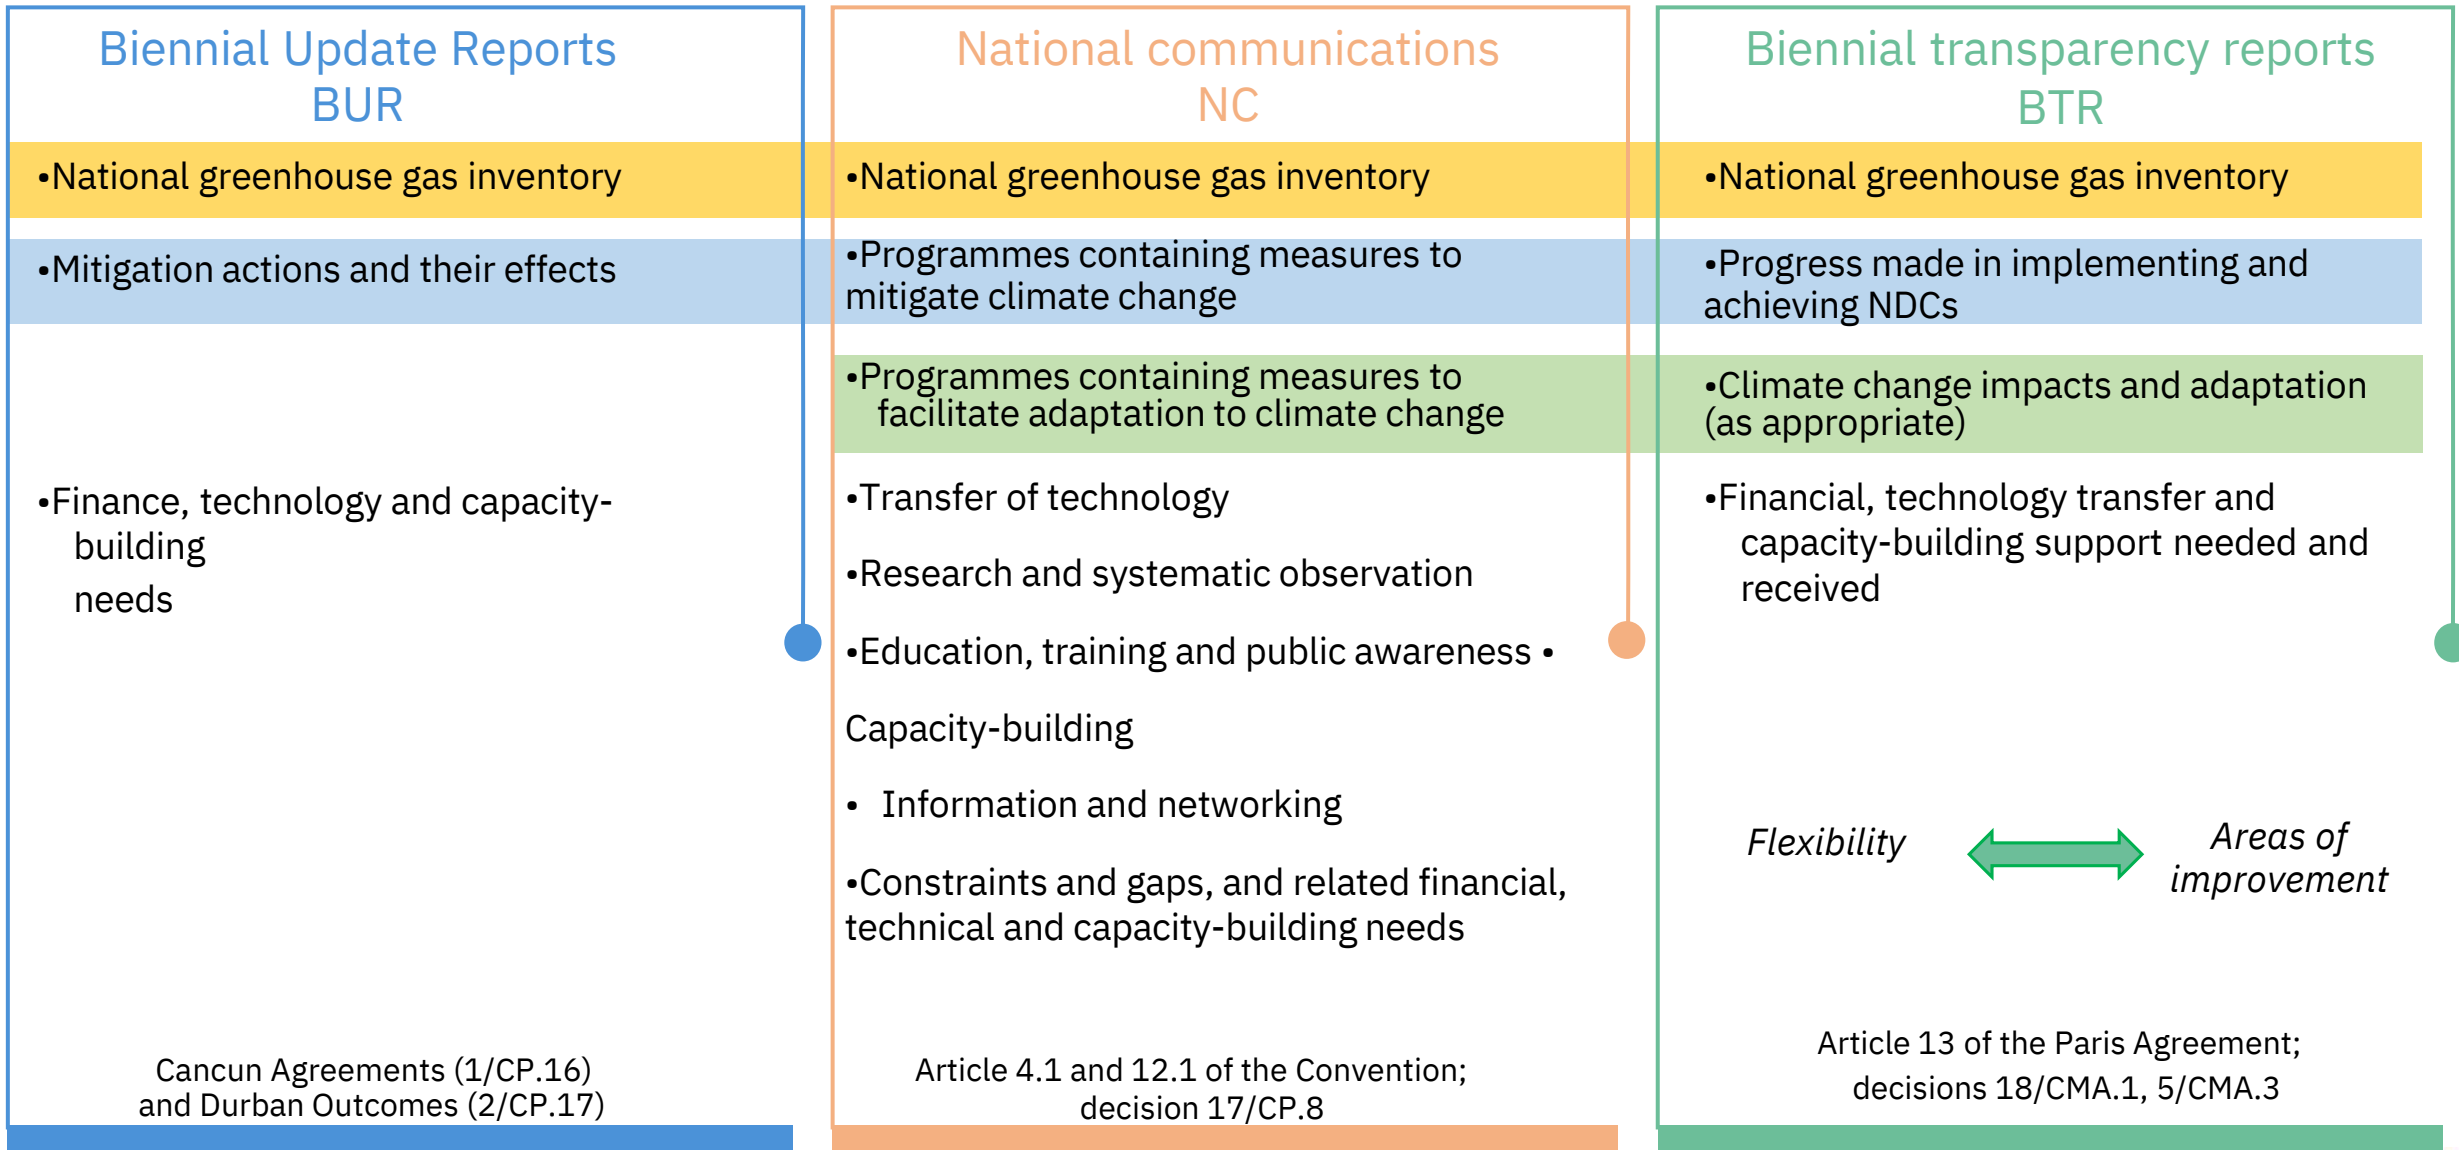 Biennial Update Reports
BUR
•National greenhouse gas inventory
•Mitigation actions and their effects
•Finance, technology and capacity-
building
needs
Cancun Agreements (1/CP.16)
and Durban Outcomes (2/CP.17)
National communications
NC
•National greenhouse gas inventory
•Programmes containing measures to
mitigate climate change
•Programmes containing measures to
facilitate adaptation to climate change
•Transfer of technology
•Research and systematic observation
•Education, training and public awareness •
Capacity-building
• Information and networking
•Constraints and gaps, and related financial,
technical and capacity-building needs
Article 4.1 and 12.1 of the Convention;
decision 17/CP.8
Biennial transparency reports
BTR
•National greenhouse gas inventory
•Progress made in implementing and
achieving NDCs
•Climate change impacts and adaptation
(as appropriate)
•Financial, technology transfer and
capacity-building support needed and
received
Flexibility
Areas of
improvement
Article 13 of the Paris Agreement;
decisions 18/CMA.1, 5/CMA.3